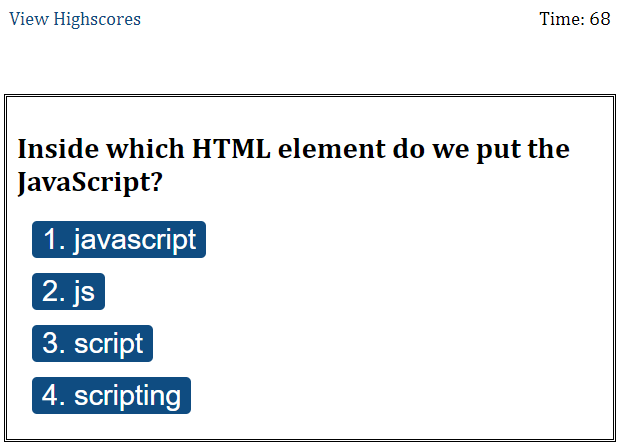 View Highscores
Time: 68
Inside which HTML element do we put the
JavaScript?
1. javascript
2. js
3. script
4. scripting